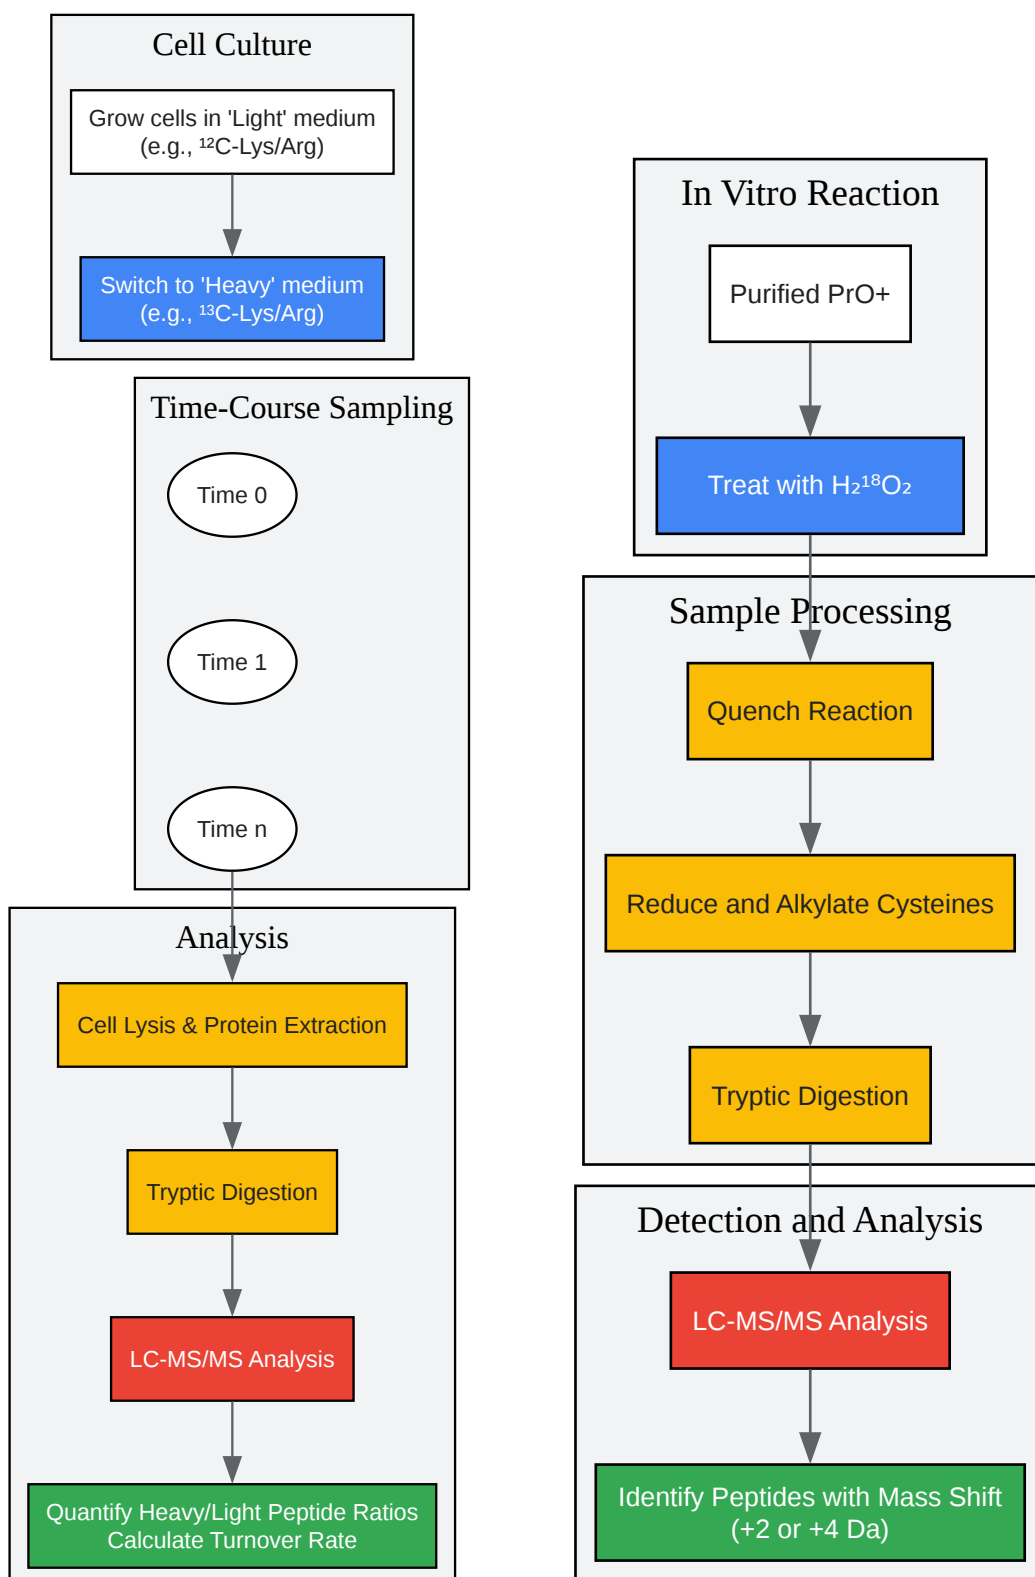 Cell Culture
Grow cells in 'Light' medium
(e.g., ¹²C-Lys/Arg)
Switch to 'Heavy' medium
(e.g., ¹³C-Lys/Arg)
Time-Course Sampling
Time 0
Time 1
Time n
Analysis
Cell Lysis & Protein Extraction
Tryptic Digestion
LC-MS/MS Analysis
Quantify Heavy/Light Peptide Ratios
Calculate Turnover Rate
In Vitro Reaction
Purified PrO+
Treat with H₂¹⁸O₂
Sample Processing
Quench Reaction
Reduce and Alkylate Cysteines
Tryptic Digestion
Detection and Analysis
LC-MS/MS Analysis
Identify Peptides with Mass Shift
(+2 or +4 Da)